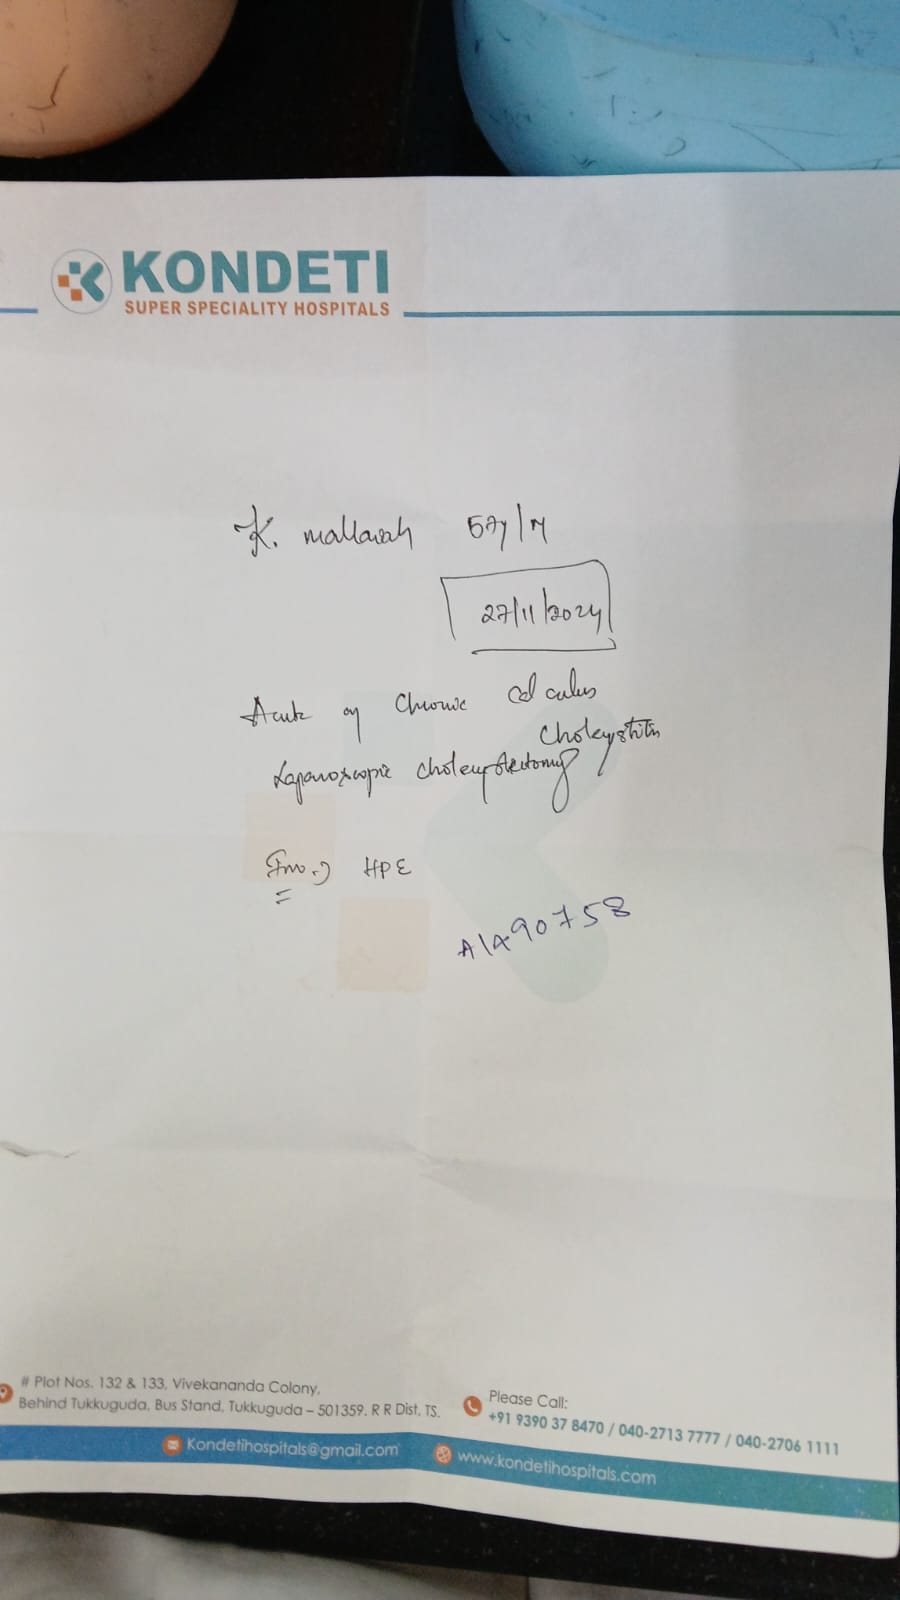 KONDETI
SUPER SPECIALITY HOSPITALS
K. mallaiah 57y/M
27/11/2024
Acute on Chronic Calculus
Cholecystitis
Laparoscopic cholecystectomy
HPE
A1490758
# Plot Nos. 132 & 133, Vivekananda Colony,
Behind Tukkuguda, Bus Stand, Tukkuguda – 501359. R R Dist, TS.
Please Call:
+91 9390 37 8470 / 040-2713 7777 / 040-2706 1111
Kondetihospitals@gmail.com
www.kondetihospitals.com